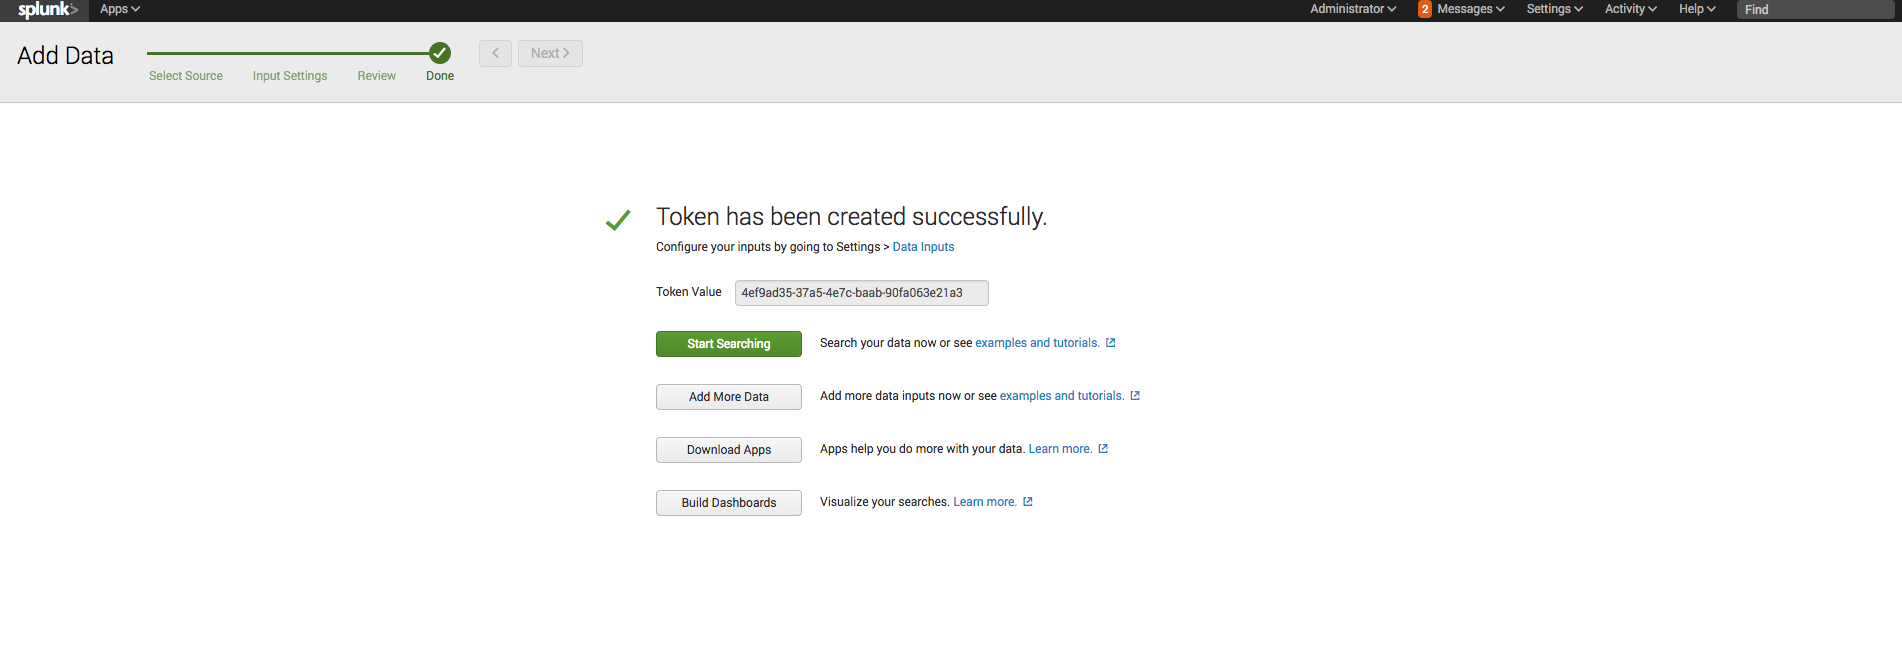 splunk> Apps Administrator 2 Messages Settings Activity Help Find
Add Data < Next >
Select Source Input Settings Review Done
Token has been created successfully.
Configure your inputs by going to Settings > Data Inputs
Token Value 4ef9ad35-37a5-4e7c-baab-90fa063e21a3
Start Searching Search your data now or see examples and tutorials.
Add More Data Add more data inputs now or see examples and tutorials.
Download Apps Apps help you do more with your data. Learn more.
Build Dashboards Visualize your searches. Learn more.